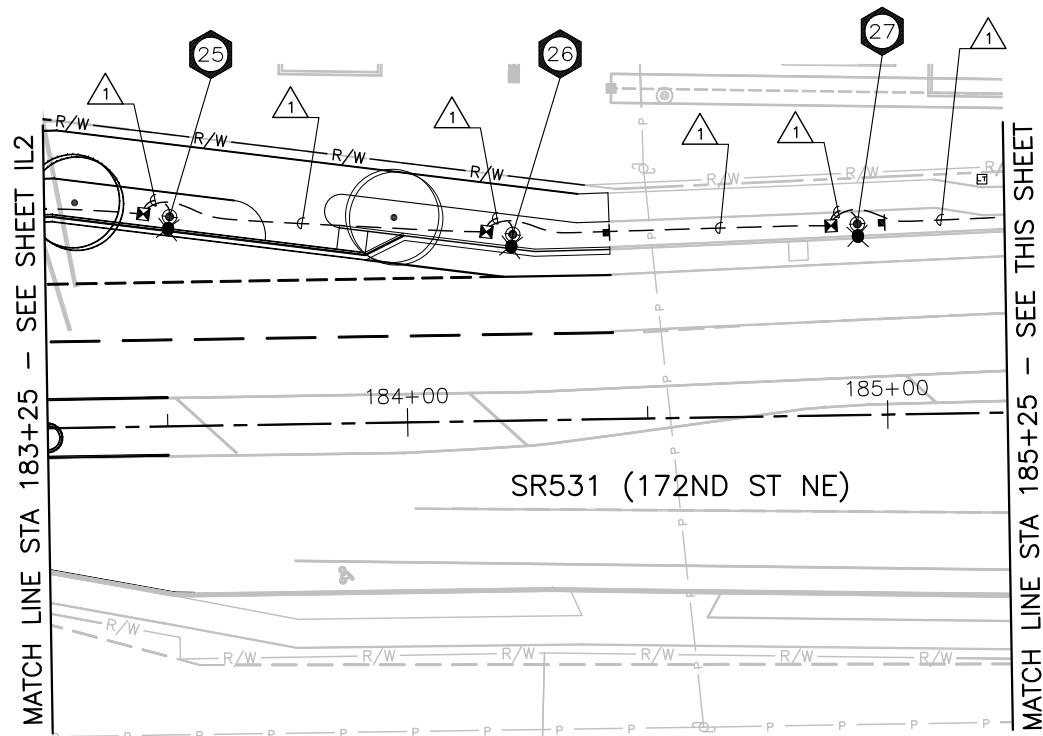 25
26
27
1
1
1
1
1
1
R/W
R/W
R/W
R/W
R/W
R/W
R/
P
P
P
P
P
P
P
P
184+00
185+00
SR531 (172ND ST NE)
MATCH LINE STA 183+25 – SEE SHEET IL2
MATCH LINE STA 185+25 – SEE THIS SHEET
R/W
R/W
R/W
R/W
R/W
R/W
R/W
P
P
P
P
P
P
P
P
P